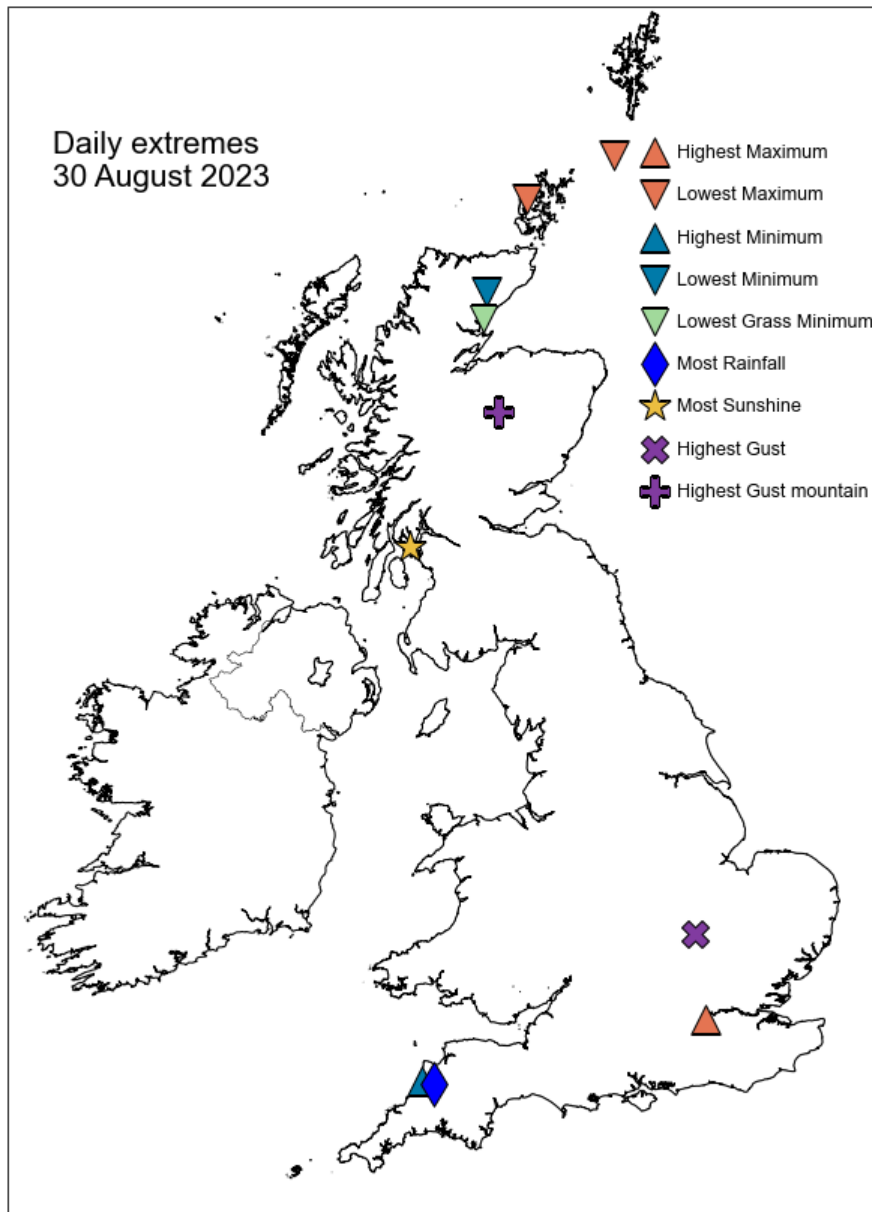 Daily extremes
30 August 2023
Highest Maximum
Lowest Maximum
Highest Minimum
Lowest Minimum
Lowest Grass Minimum
Most Rainfall
Most Sunshine
Highest Gust
Highest Gust mountain